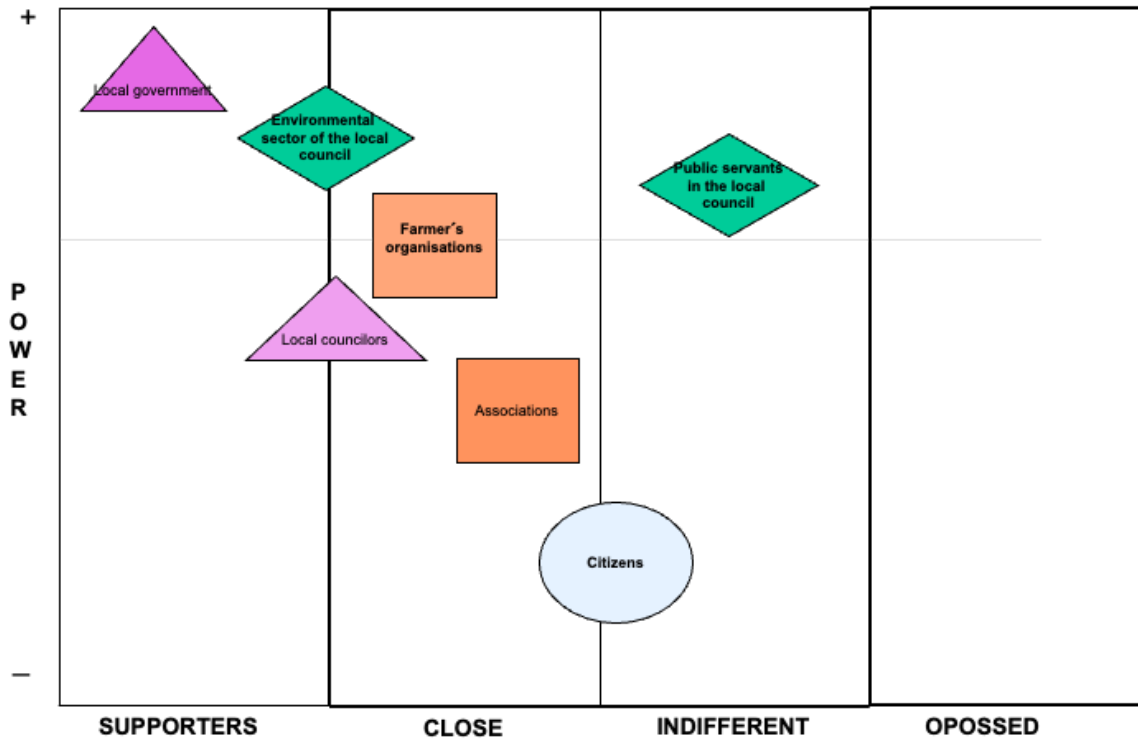 +
Local government
Environmental
sector of the local
council
Public servants
in the local
council
Farmer´s
organisations
P
O
W
E
R
Local councilors
Associations
Citizens
–
SUPPORTERS
CLOSE
INDIFFERENT
OPOSSED